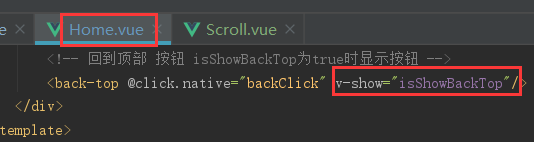 Home.vue Scroll.vue
<!-- 回到顶部 按钮 isShowBackTop为true时显示按钮 -->
<back-top @click.native="backClick" v-show="isShowBackTop"/>
</div>
template>